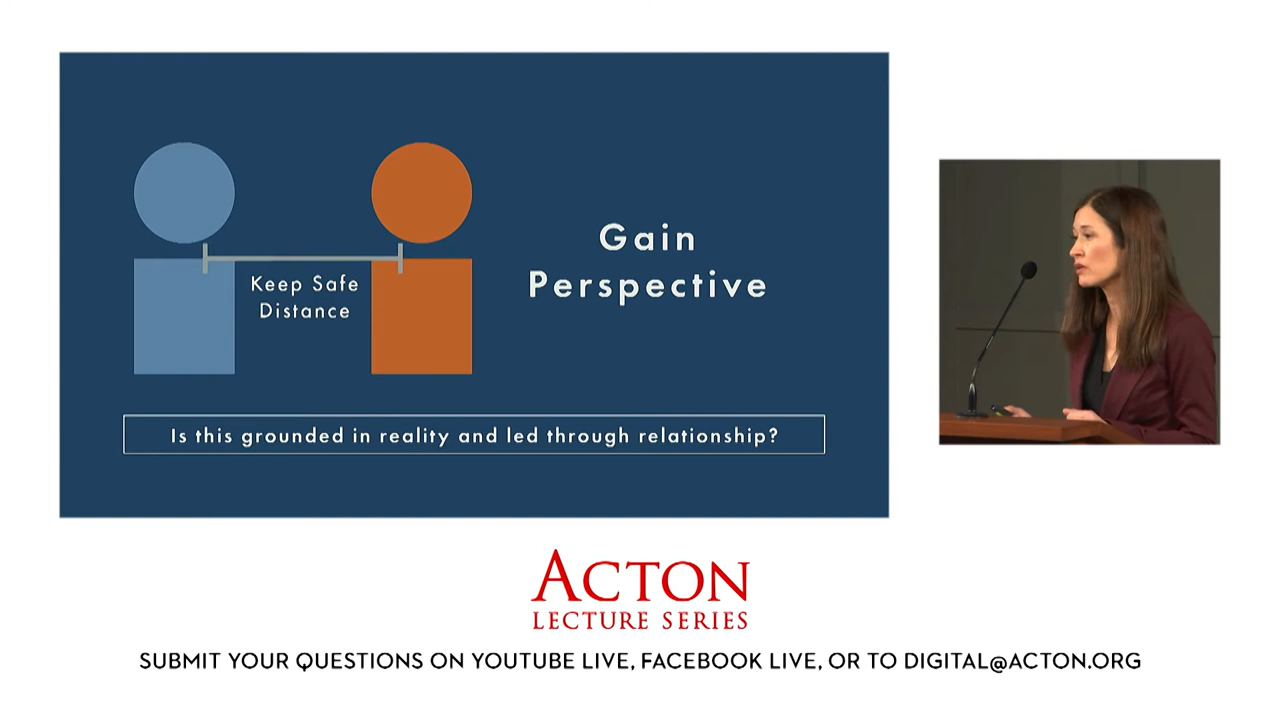 Gain
Perspective
Keep Safe
Distance
Is this grounded in reality and led through relationship?
ACTON
LECTURE SERIES
SUBMIT YOUR QUESTIONS ON YOUTUBE LIVE, FACEBOOK LIVE, OR TO DIGITAL@ACTON.ORG